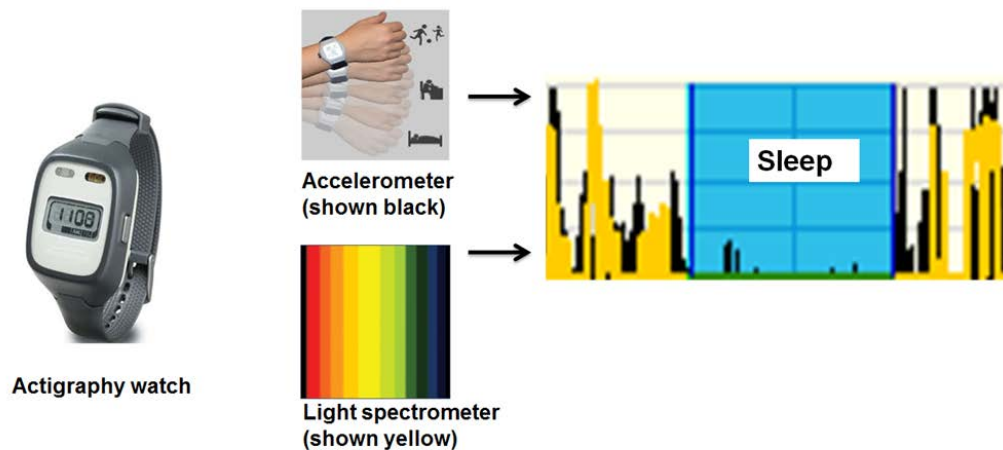 1108
Actigraphy watch
Accelerometer
(shown black)
Light spectrometer
(shown yellow)
Sleep